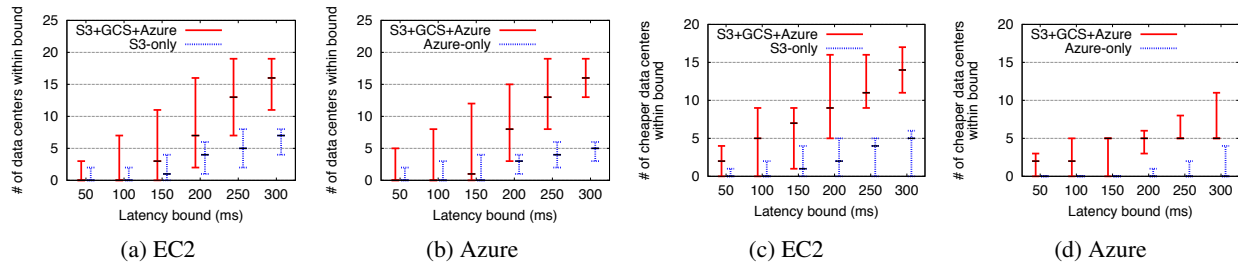 # of data centers within bound
25
20
15
10
5
0
S3+GCS+Azure
S3-only
50 100 150 200 250 300
Latency bound (ms)
(a) EC2
# of data centers within bound
25
20
15
10
5
0
S3+GCS+Azure
Azure-only
50 100 150 200 250 300
Latency bound (ms)
(b) Azure
# of cheaper data centers
within bound
20
15
10
5
0
S3+GCS+Azure
S3-only
50 100 150 200 250 300
Latency bound (ms)
(c) EC2
# of cheaper data centers
within bound
20
15
10
5
0
S3+GCS+Azure
Azure-only
50 100 150 200 250 300
Latency bound (ms)
(d) Azure